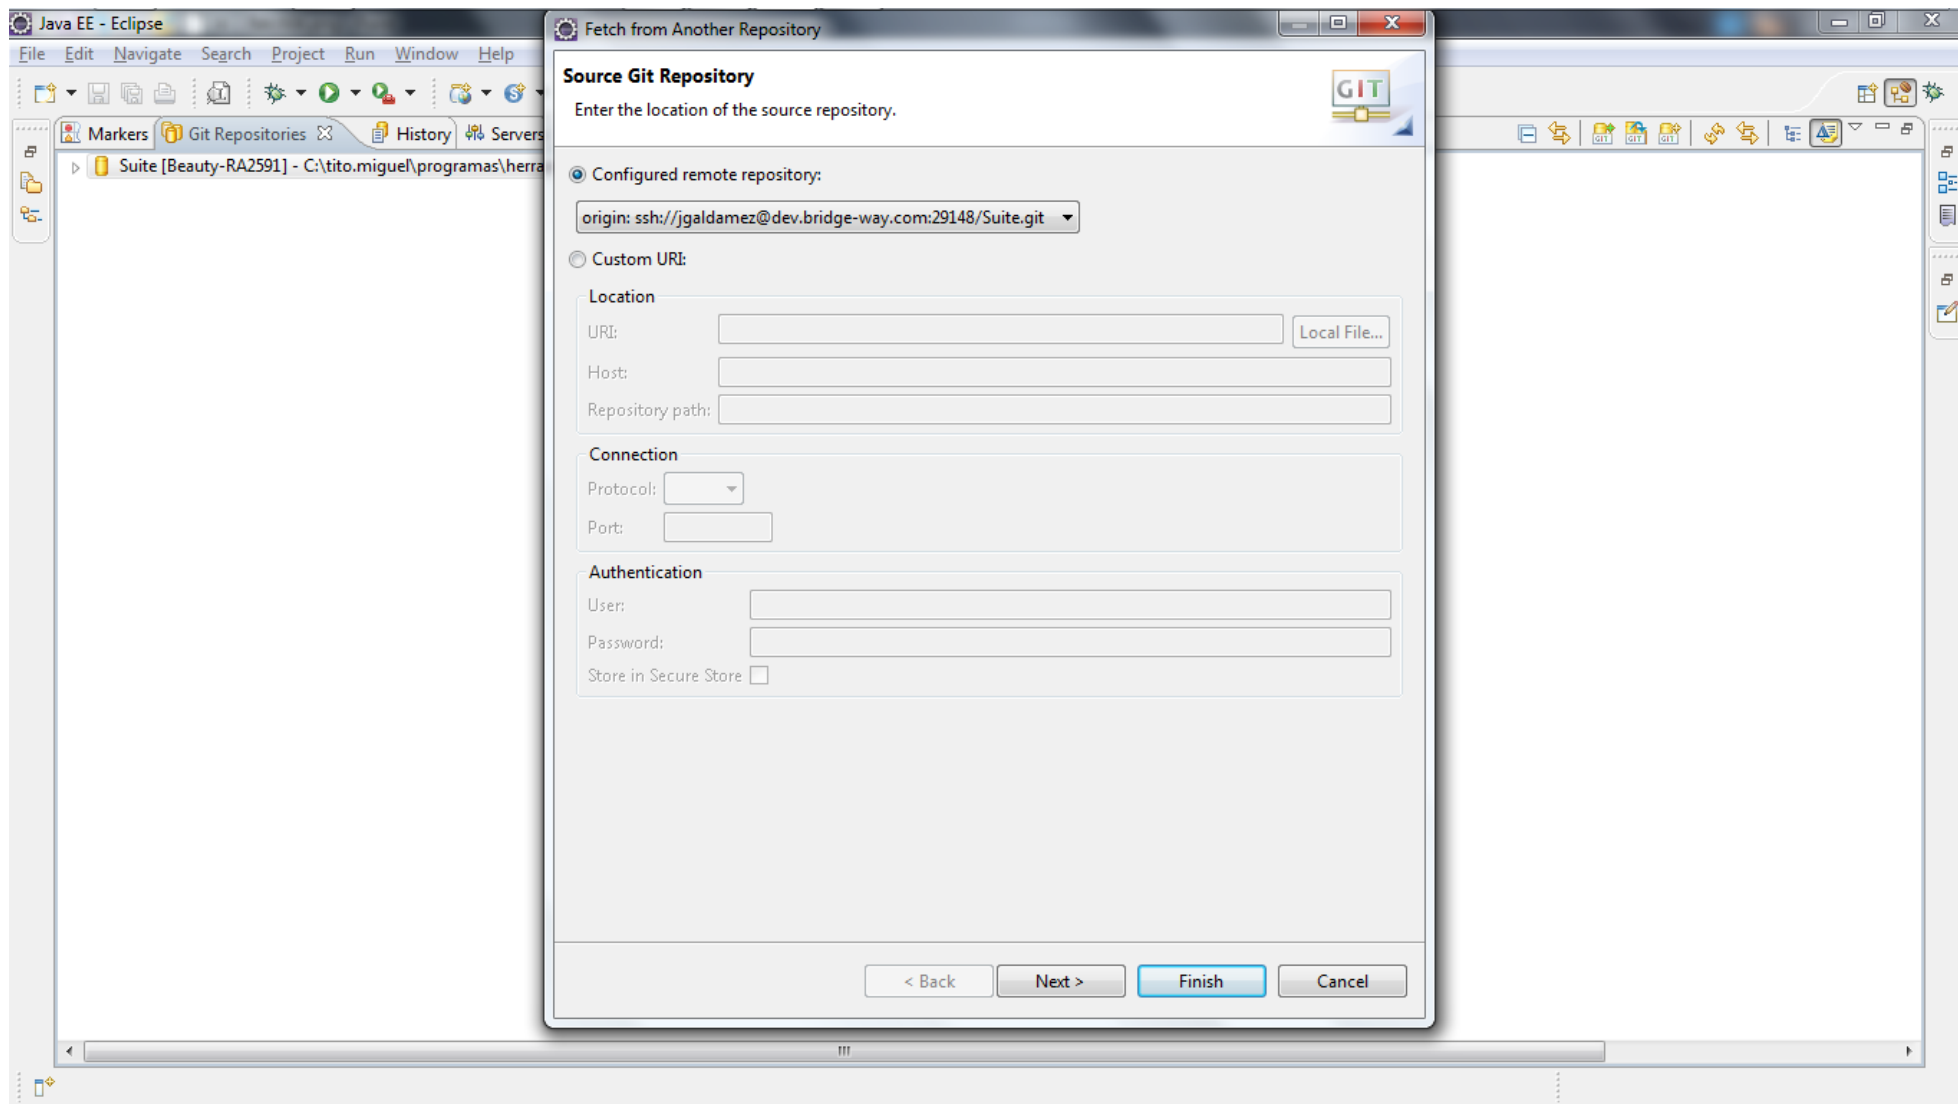 Java EE - Eclipse
File Edit Navigate Search Project Run Window Help
Markers Git Repositories History Servers
Suite [Beauty-RA2591] - C:\tito.miguel\programas\herra
Fetch from Another Repository
Source Git Repository
Enter the location of the source repository.
GIT
Configured remote repository:
origin: ssh://jgaldamez@dev.bridge-way.com:29148/Suite.git
Custom URI:
Location
URI:
Local File...
Host:
Repository path:
Connection
Protocol:
Port:
Authentication
User:
Password:
Store in Secure Store
< Back Next > Finish Cancel
GIT GIT GIT